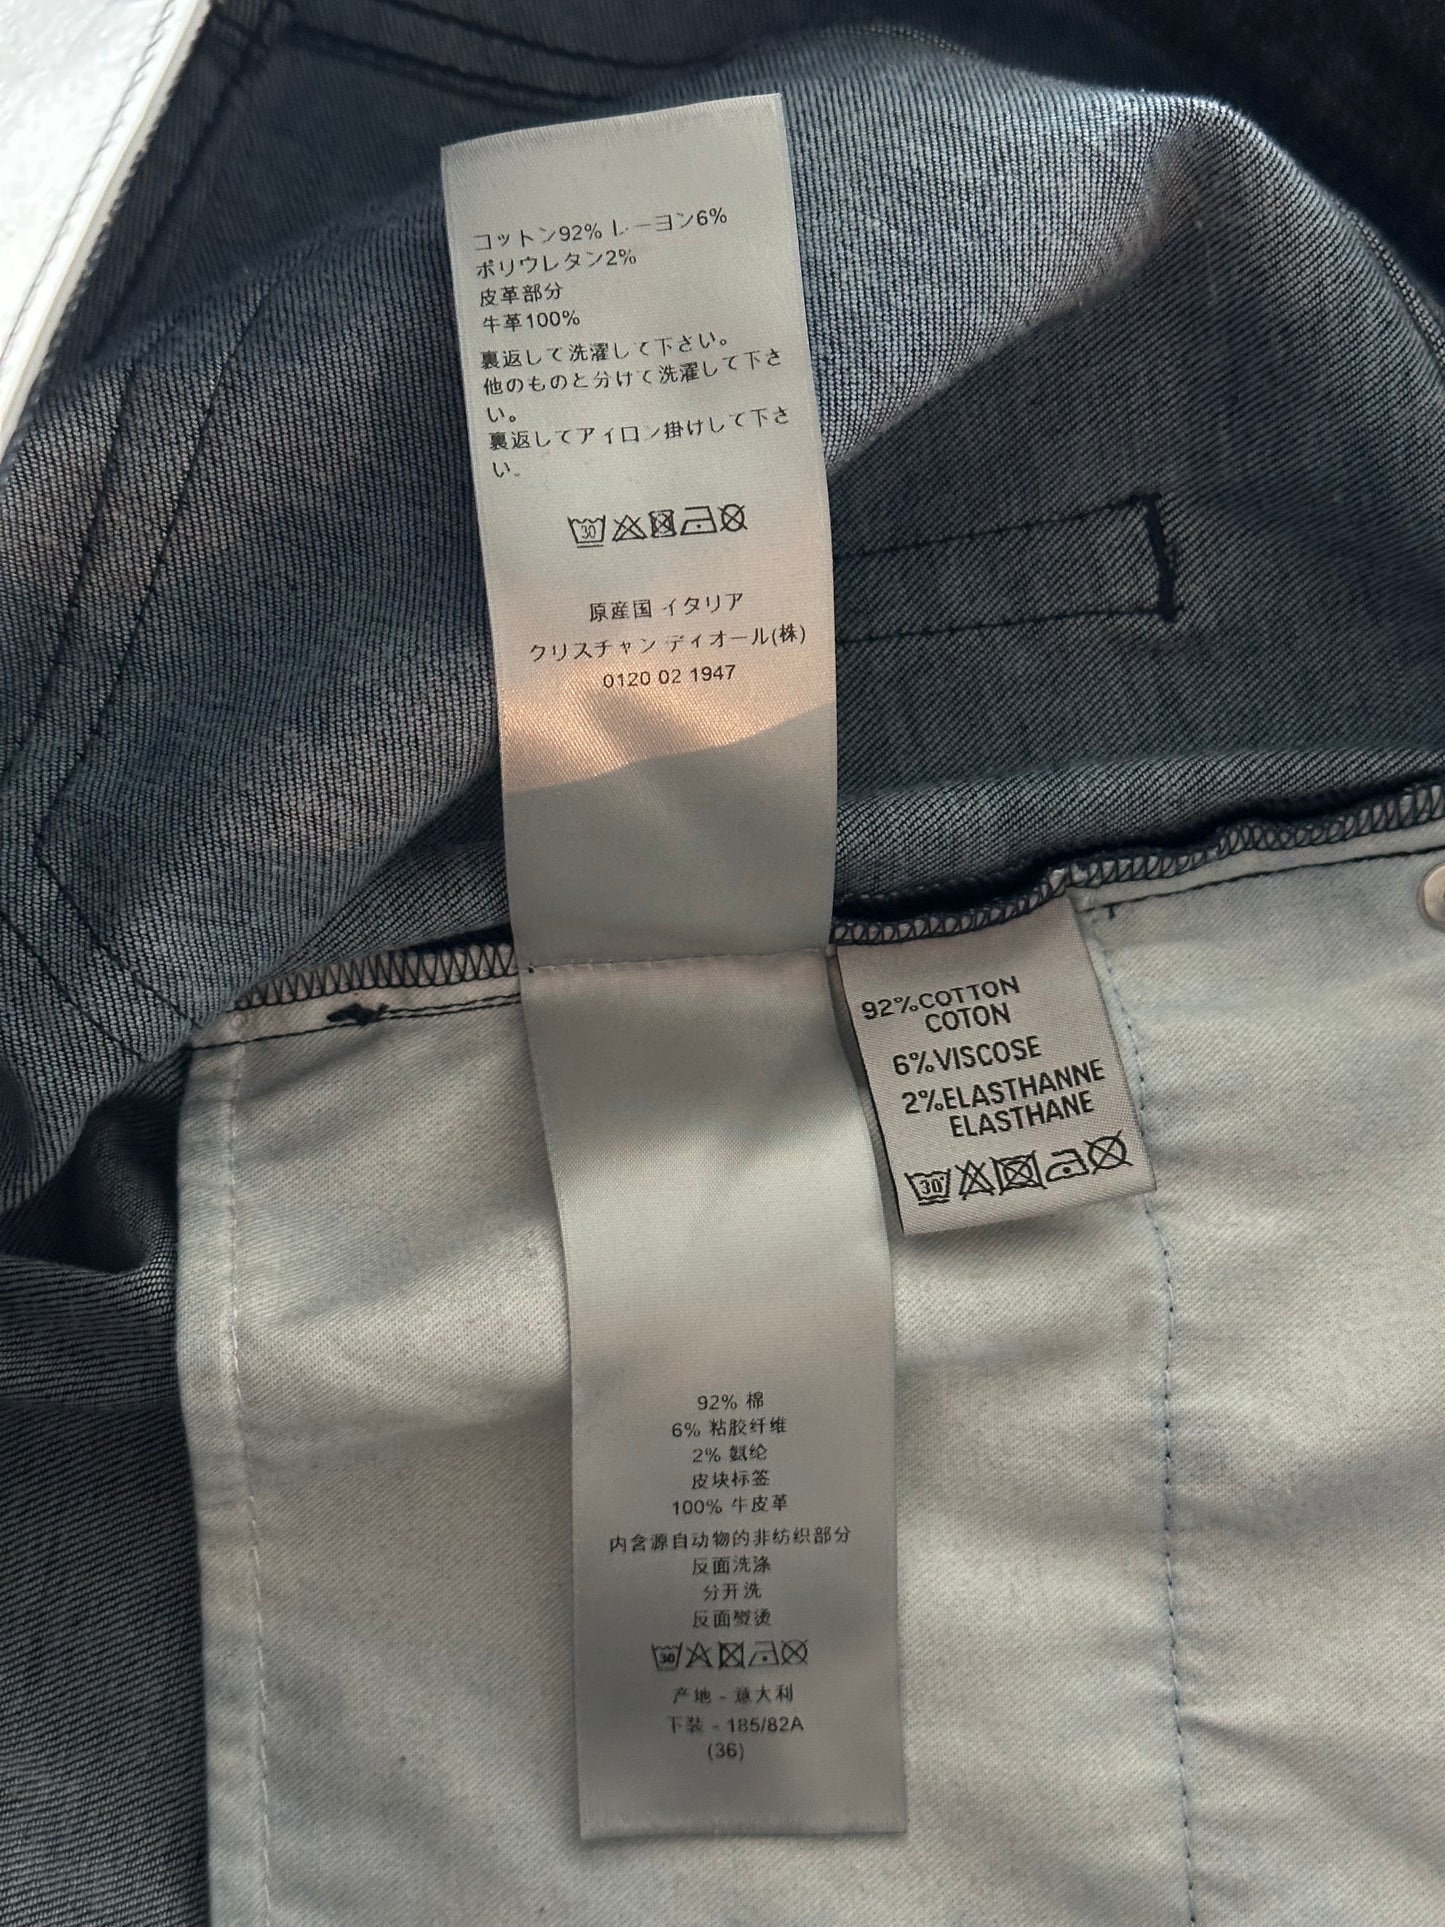 コットン92% レーヨン6%
ポリウレタン2%
皮革部分
牛革100%
裏返して洗濯して下さい。
他のものと分けて洗濯して下さ
い。
裏返してアイロン掛けして下さ
い。
30
原産国 イタリア
クリスチャン ディオール(株)
0120 02 1947
92%COTTON
COTON
6%VISCOSE
2%ELASTHANNE
ELASTHANE
30°
92% 棉
6% 粘胶纤维
2% 氨纶
皮块标签
100% 牛皮革
内含源自动物的非纺织部分
反面洗涤
分开洗
反面熨烫
30
产地 - 意大利
下装 - 185/82A
(36)